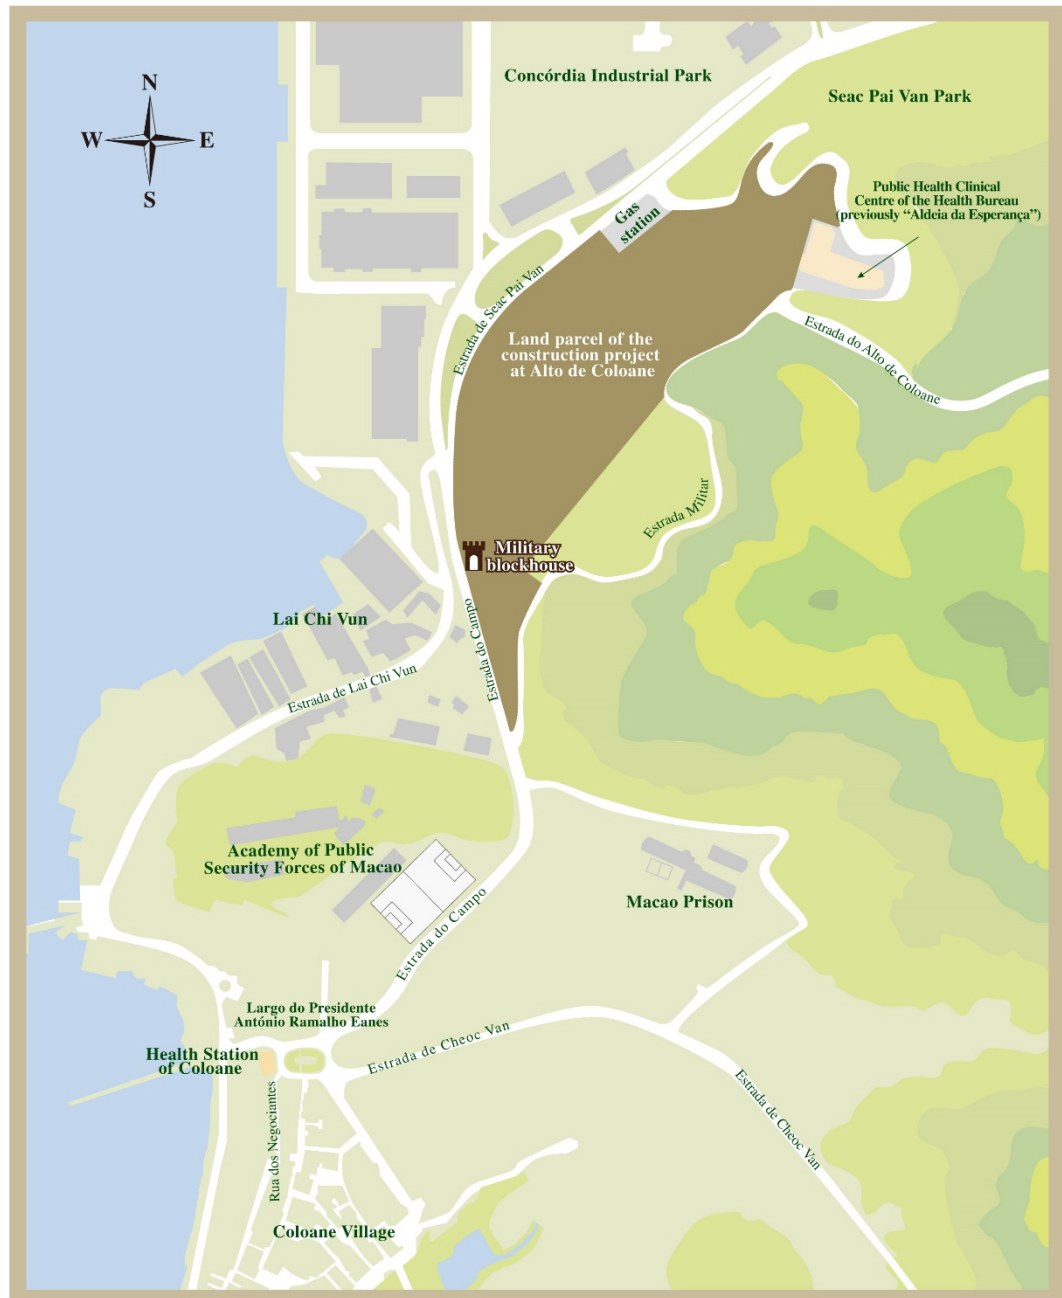 N
W
E
S
Concórdia Industrial Park
Seac Pai Van Park
Public Health Clinical
Centre of the Health Bureau
(previously “Aldeia da Esperança”)
Gas
station
Estrada de Seac Pai Van
Land parcel of the
construction project
at Alto de Coloane
Estrada do Alto de Coloane
Estrada Militar
Military
blockhouse
Lai Chi Vun
Estrada do Campo
Estrada de Lai Chi Vun
Academy of Public
Security Forces of Macao
Macao Prison
Estrada do Campo
Largo do Presidente
António Ramalho Eanes
Health Station
of Coloane
Estrada de Cheoc Van
Estrada de Cheoc Van
Rua dos Negociantes
Coloane Village